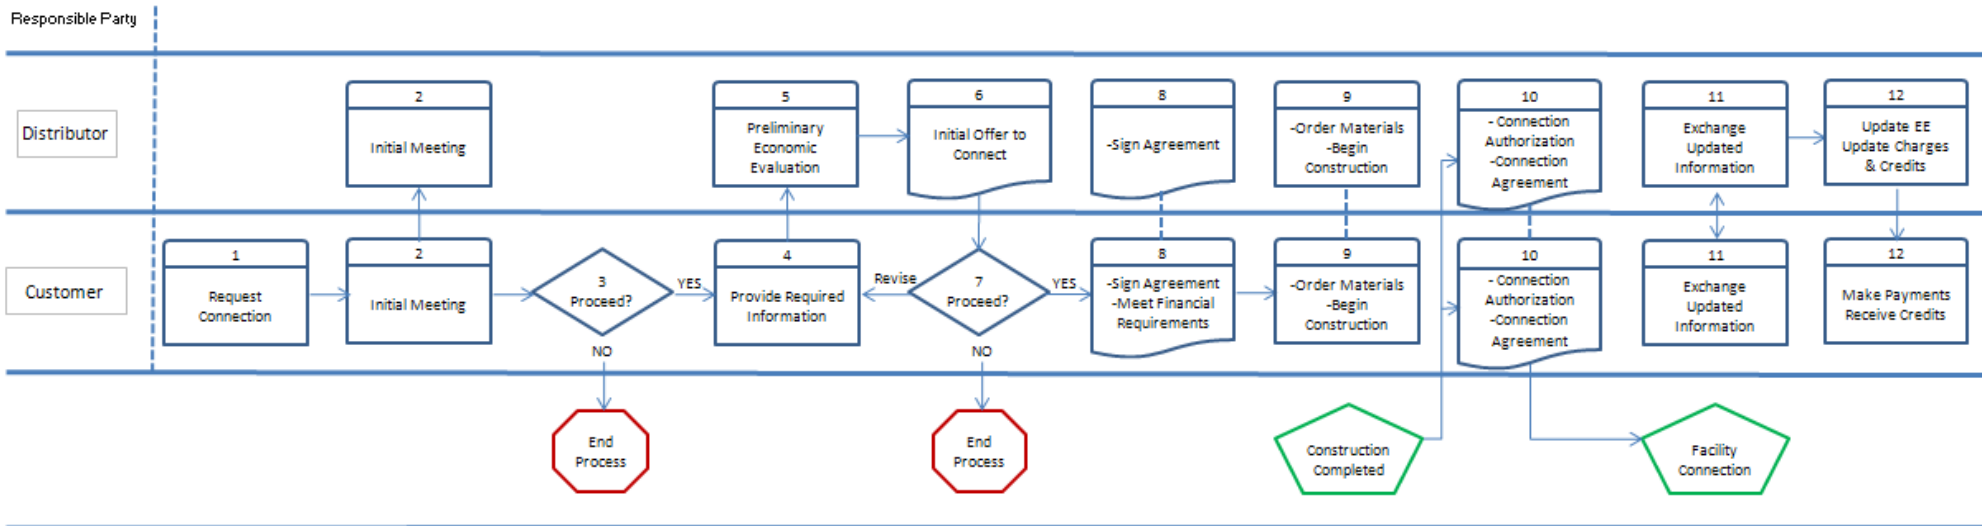 Responsible Party
Distributor
2
Initial Meeting
5
Preliminary
Economic
Evaluation
6
Initial Offer to
Connect
8
-Sign Agreement
9
-Order Materials
-Begin
Construction
10
- Connection
Authorization
-Connection
Agreement
11
Exchange
Updated
Information
12
Update EE
Update Charges
& Credits
Customer
1
Request
Connection
2
Initial Meeting
3
Proceed?
YES
NO
4
Provide Required
Information
Revise
7
Proceed?
YES
NO
8
-Sign Agreement
-Meet Financial
Requirements
9
-Order Materials
-Begin
Construction
10
- Connection
Authorization
-Connection
Agreement
11
Exchange
Updated
Information
12
Make Payments
Receive Credits
End
Process
End
Process
Construction
Completed
Facility
Connection